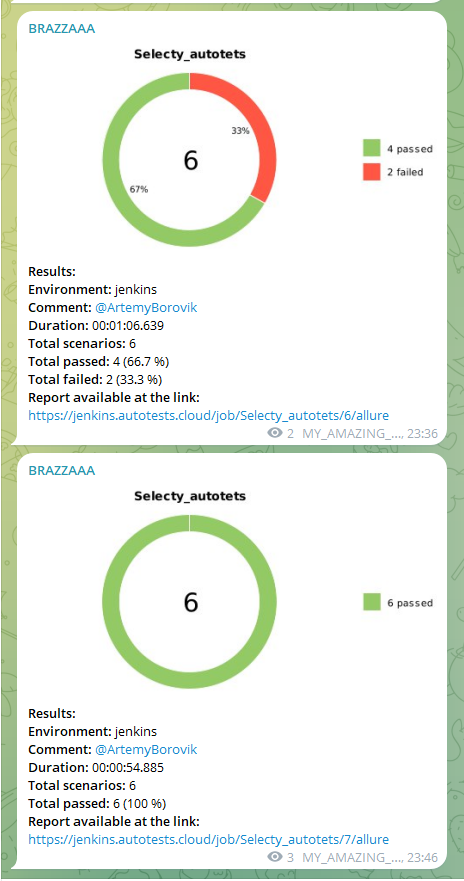 BRAZZAAA
Selecty_autotets
33%
6
67%
4 passed
2 failed
Results:
Environment: jenkins
Comment: @ArtemyBorovik
Duration: 00:01:06.639
Total scenarios: 6
Total passed: 4 (66.7 %)
Total failed: 2 (33.3 %)
Report available at the link:
https://jenkins.autotests.cloud/job/Selecty_autotets/6/allure
2 MY_AMAZING_..., 23:36
BRAZZAAA
Selecty_autotets
6
6 passed
Results:
Environment: jenkins
Comment: @ArtemyBorovik
Duration: 00:00:54.885
Total scenarios: 6
Total passed: 6 (100 %)
Report available at the link:
https://jenkins.autotests.cloud/job/Selecty_autotets/7/allure
3 MY_AMAZING_..., 23:46